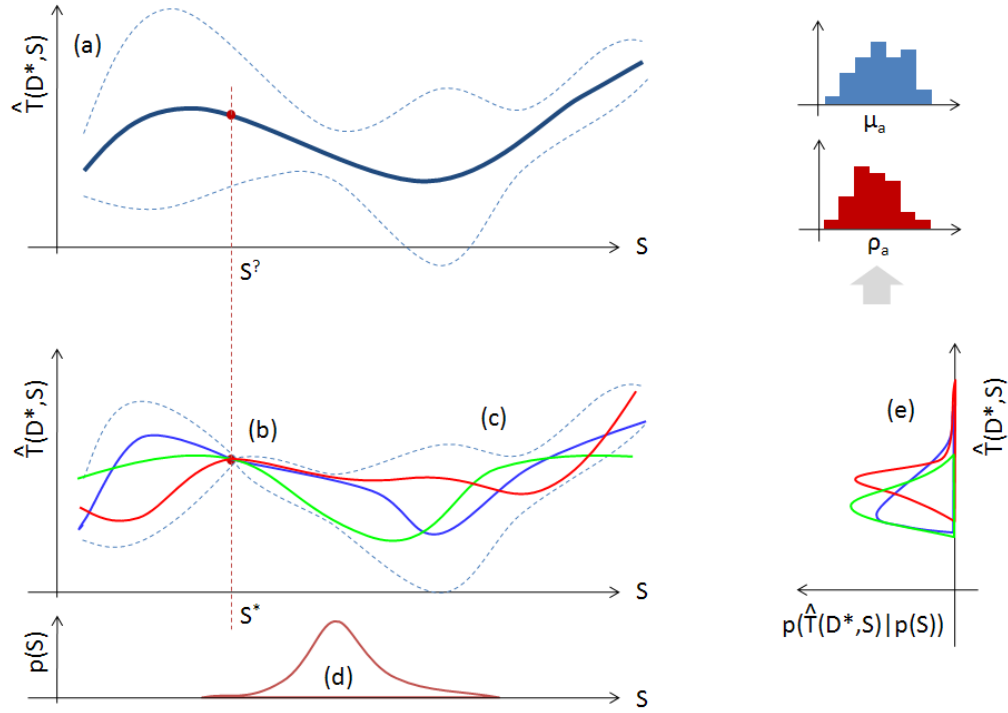 T̂(D*,S)
(a)
S
S?
μa
ρa
T̂(D*,S)
(b)
(c)
S
S*
p(S)
(d)
S
(e)
T̂(D*,S)
p(T̂(D*,S)|p(S))